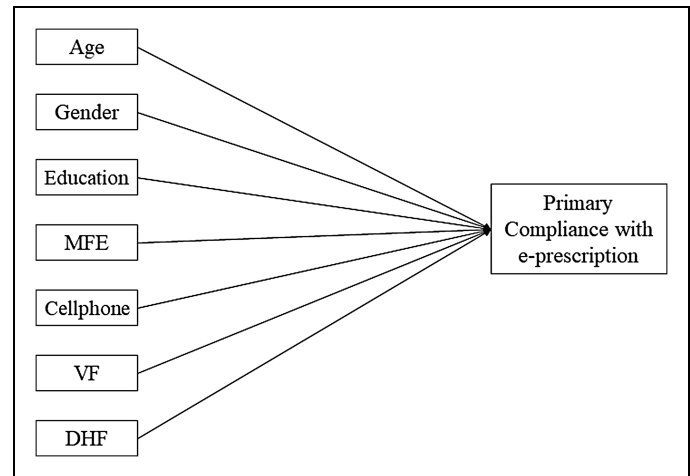 Age
Gender
Education
MFE
Cellphone
VF
DHF
Primary
Compliance with
e-prescription